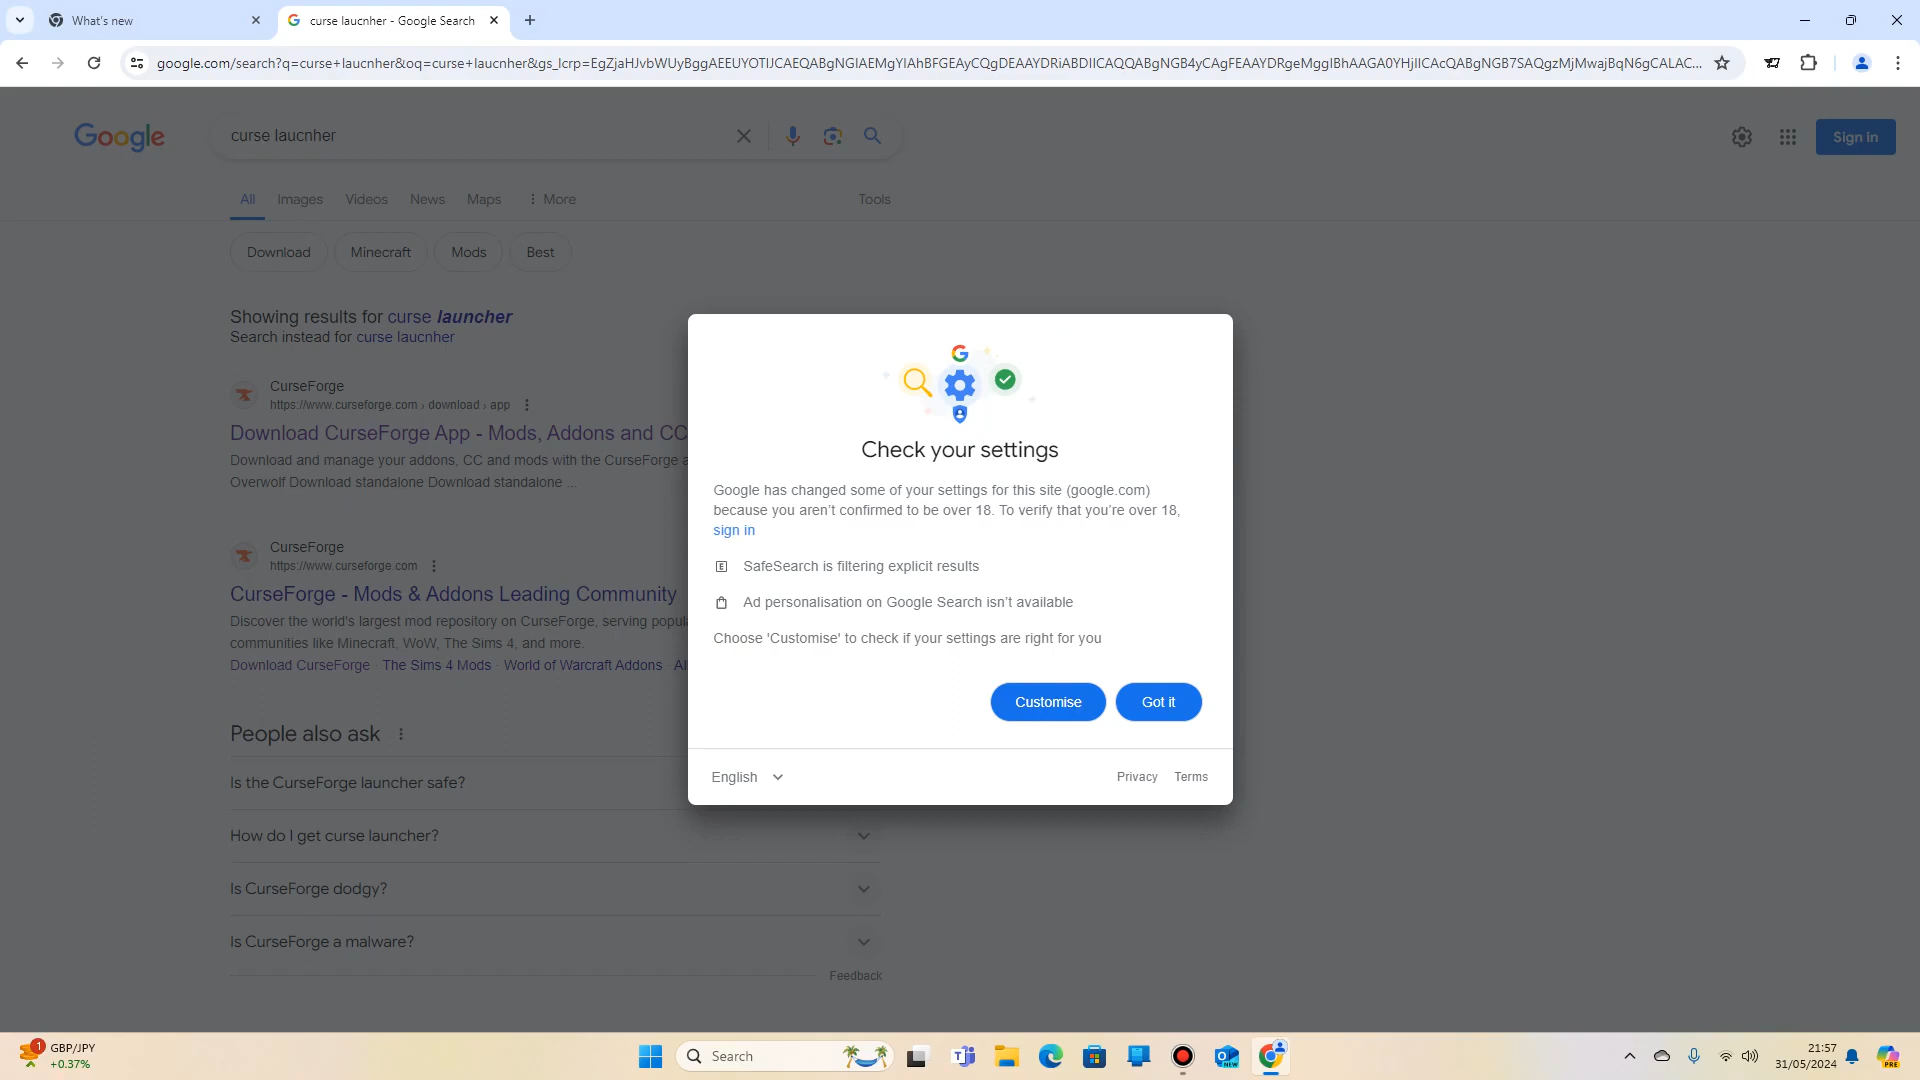 What's new
curse laucnher - Google Search
google.com/search?q=curse+laucnher&oq=curse+laucnher&gs_lcrp=
Google
curse laucnher
Sign in
All Images Videos News Maps More Tools
Download Minecraft Mods Best
Showing results for curse launcher
Search instead for curse laucnher
CurseForge
https://www.curseforge.com › download › app
Download CurseForge App - Mods, Addons and CC
Download and manage your addons, CC and mods with the CurseForge
Overwolf Download standalone Download standalone ...
CurseForge
https://www.curseforge.com
CurseForge - Mods & Addons Leading Community
Discover the world's largest mod repository on CurseForge, serving
communities like Minecraft, WoW, The Sims 4, and more.
Download CurseForge · The Sims 4 Mods · World of Warcraft Addons ·
People also ask
Is the CurseForge launcher safe?
How do I get curse launcher?
Is CurseForge dodgy?
Is CurseForge a malware?
Feedback
Check your settings
Google has changed some of your settings for this site (google.com)
because you aren't confirmed to be over 18. To verify that you're over 18,
sign in
SafeSearch is filtering explicit results
Ad personalisation on Google Search isn't available
Choose 'Customise' to check if your settings are right for you
Customise Got it
English Privacy Terms
1
GBP/JPY
+0.37%
Search
NEW
21:57
31/05/2024
PRE